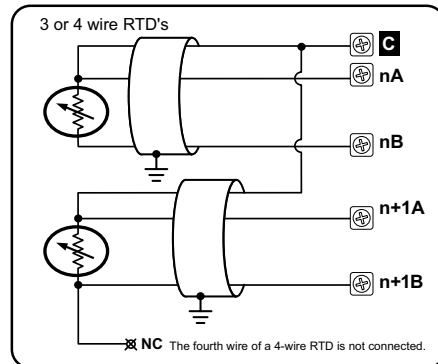 3 or 4 wire RTD's
C
nA
nB
n+1A
n+1B
NC The fourth wire of a 4-wire RTD is not connected.